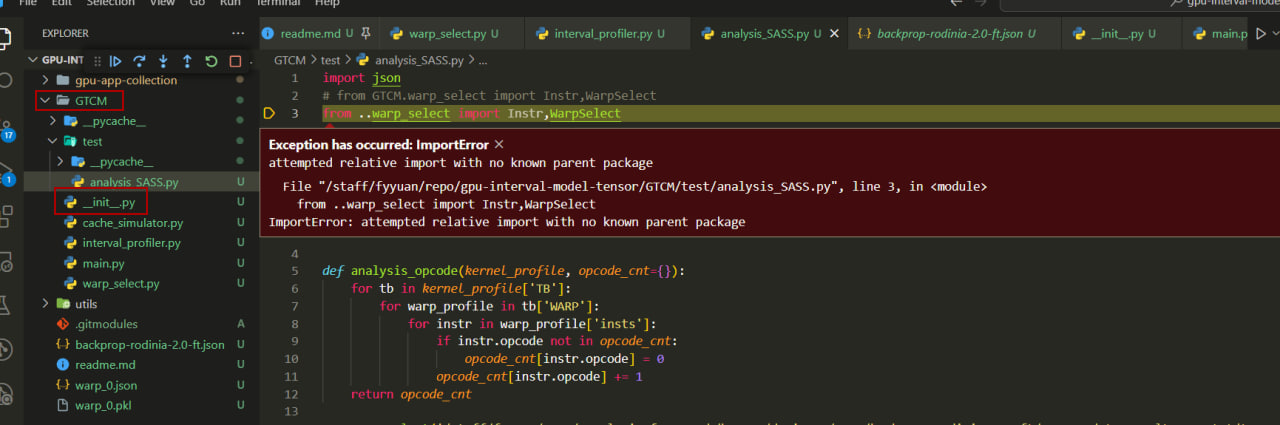 File Edit Selection View Go Run Terminal Help
gpu-interval-mode
EXPLORER
readme.md U
warp_select.py U
interval_profiler.py U
analysis_SASS.py U
{..} backprop-rodinia-2.0-ft.json U
__init__.py U
main.p
GPU-INT
gpu-app-collection
GTCM
__pycache__
test
__pycache__
analysis_SASS.py U
__init__.py U
cache_simulator.py U
interval_profiler.py U
main.py U
warp_select.py U
utils
.gitmodules A
{..} backprop-rodinia-2.0-ft.json U
readme.md U
{..} warp_0.json U
warp_0.pkl U
17
1
GTCM > test > analysis_SASS.py > ...
1 import json
2 # from GTCM.warp_select import Instr,WarpSelect
3 from ..warp_select import Instr,WarpSelect
Exception has occurred: ImportError
attempted relative import with no known parent package
File "/staff/fyyuan/repo/gpu-interval-model-tensor/GTCM/test/analysis_SASS.py", line 3, in <module>
from ..warp_select import Instr,WarpSelect
ImportError: attempted relative import with no known parent package
4
5 def analysis_opcode(kernel_profile, opcode_cnt={}):
6 for tb in kernel_profile['TB']:
7 for warp_profile in tb['WARP']:
8 for instr in warp_profile['insts']:
9 if instr.opcode not in opcode_cnt:
10 opcode_cnt[instr.opcode] = 0
11 opcode_cnt[instr.opcode] += 1
12 return opcode_cnt
13